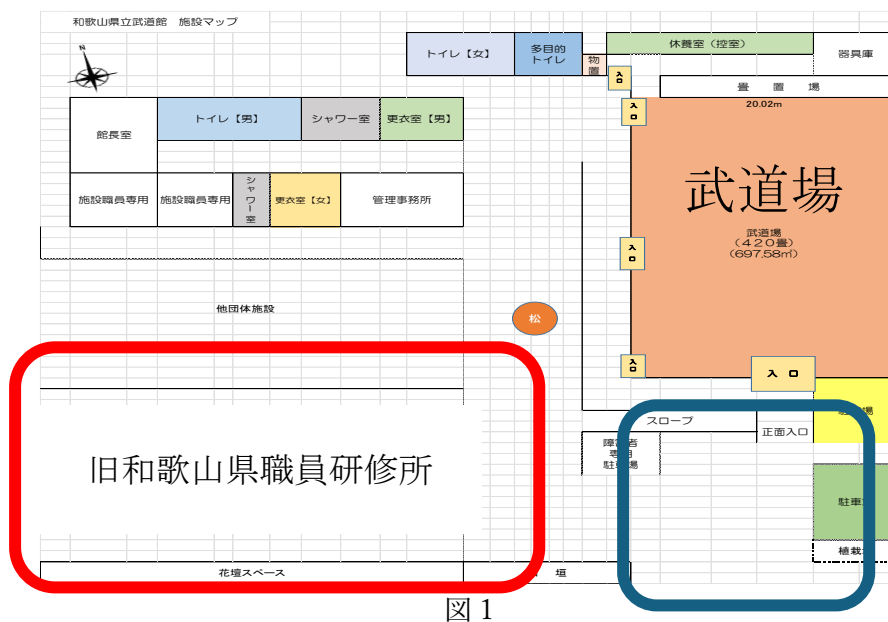 和歌山県立武道館 施設マップ
N
トイレ【女】
多目的
トイレ
物
置
休養室(控室)
器具庫
入
口
畳置場
20.02m
入
口
館長室
トイレ【男】
シャワー室
更衣室【男】
施設職員専用
施設職員専用
シ
ャ
ワ
ー
室
更衣室【女】
管理事務所
武道場
武道場
(420畳)
(697.58㎡)
入
口
他団体施設
松
入
口
入口
旧和歌山県職員研修所
スロープ
正面入口
障害者
専用
駐車場
駐車
植栽
花壇スペース
垣
図1